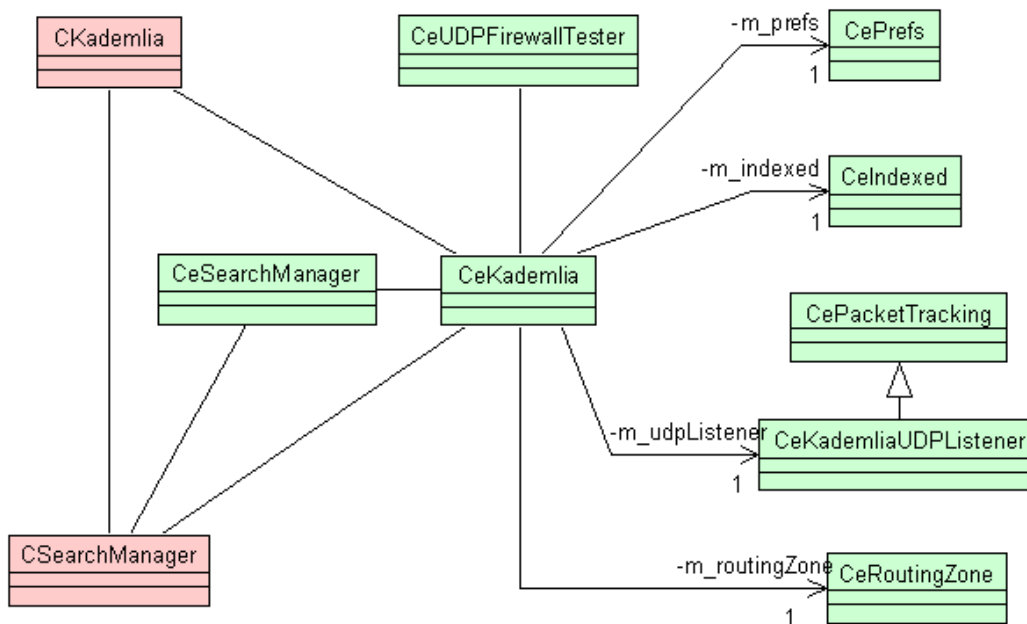 CKademlia
CeUDPFirewallTester
-m_prefs
CePrefs
1
-m_indexed
CeIndexed
1
CeSearchManager
CeKademlia
CePacketTracking
-m_udpListener
CeKademliaUDPListener
1
CSearchManager
-m_routingZone
CeRoutingZone
1